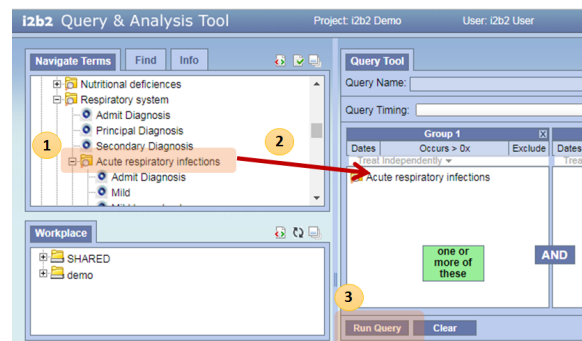 i2b2 Query & Analysis Tool
Project: i2b2 Demo
User: i2b2 User
Navigate Terms
Find
Info
Nutritional deficiences
Respiratory system
Admit Diagnosis
Principal Diagnosis
Secondary Diagnosis
Acute respiratory infections
Admit Diagnosis
Mild
1
2
Workplace
SHARED
demo
Query Tool
Query Name:
Query Timing:
Group 1
X
Dates
Occurs > 0x
Exclude
Dates
Treat Independently
Trea
Acute respiratory infections
one or
more of
these
AND
3
Run Query
Clear